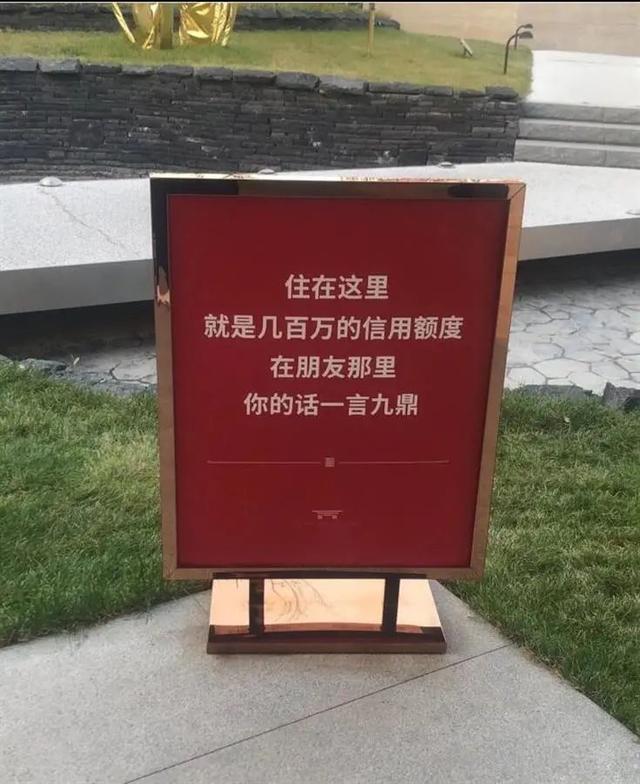 住在这里
就是几百万的信用额度
在朋友那里
你的话一言九鼎